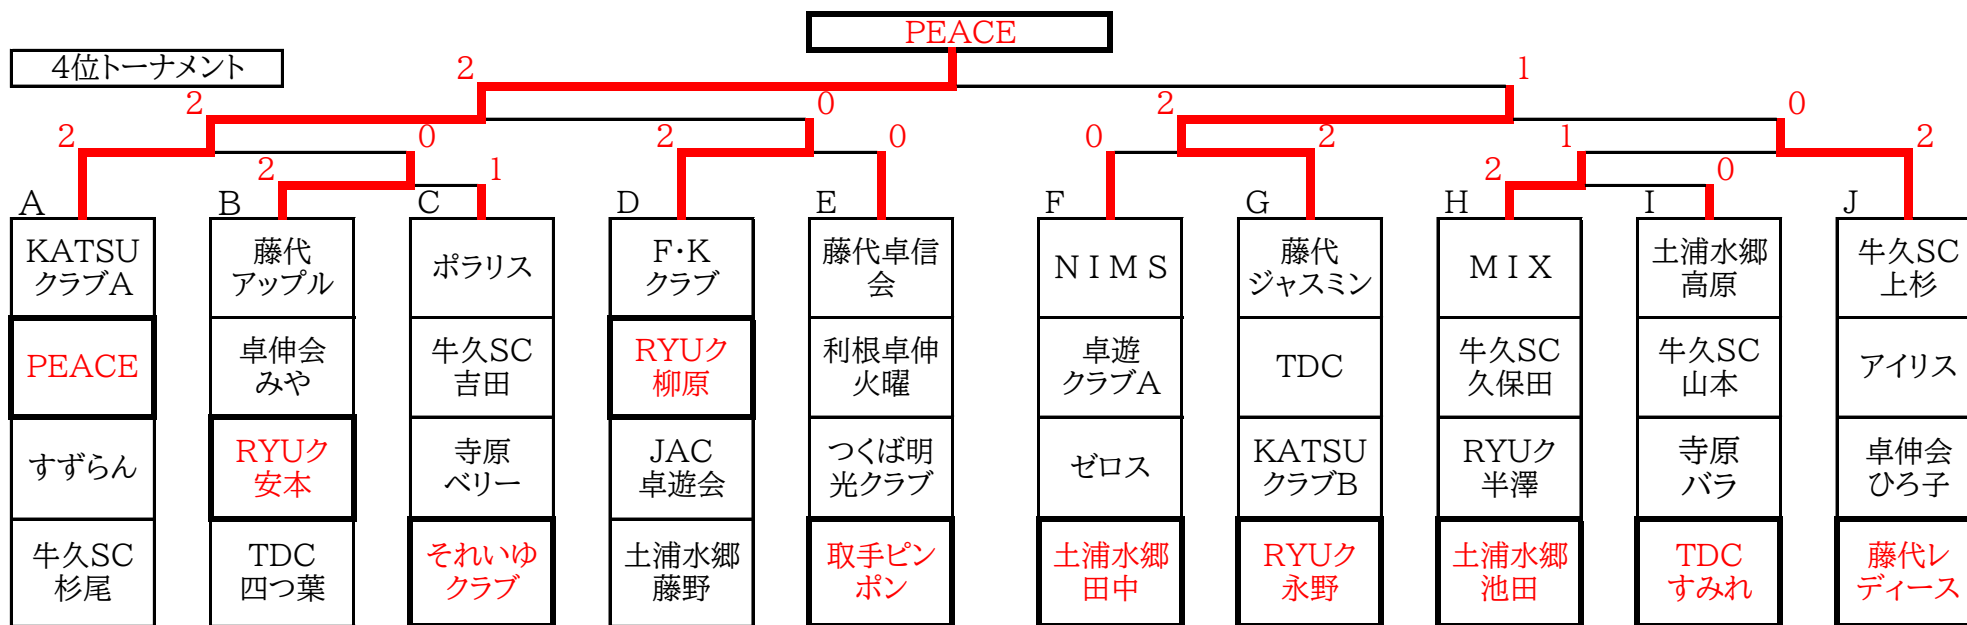 PEACE
4位トーナメント
2
1
2
0
2
0
2
0
2
0
0
2
1
2
2
1
2
0
A
B
C
D
E
F
G
H
I
J
KATSU
クラブA
藤代
アップル
ポラリス
F・K
クラブ
藤代卓信
会
NIMS
藤代
ジャスミン
MIX
土浦水郷
高原
牛久SC
上杉
PEACE
卓伸会
みや
牛久SC
吉田
RYUク
柳原
利根卓伸
火曜
卓遊
クラブA
TDC
牛久SC
久保田
牛久SC
山本
アイリス
すずらん
RYUク
安本
寺原
ベリー
JAC
卓遊会
つくば明
光クラブ
ゼロス
KATSU
クラブB
RYUク
半澤
寺原
バラ
卓伸会
ひろ子
牛久SC
杉尾
TDC
四つ葉
それいゆ
クラブ
土浦水郷
藤野
取手ピン
ポン
土浦水郷
田中
RYUク
永野
土浦水郷
池田
TDC
すみれ
藤代レ
ディース